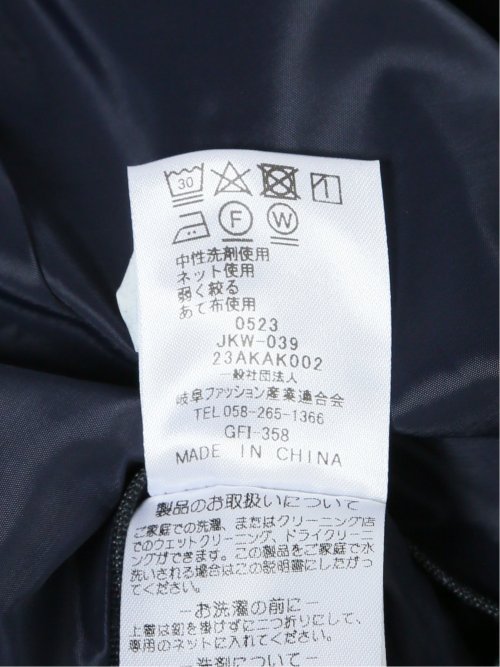 30
F W
中性洗剤使用
ネット使用
弱く絞る
あて布使用
0523
JKW-039
23AKAK002
一般社団法人
岐阜ファッション産業連合会
TEL 058-265-1366
GFI-358
MADE IN CHINA
製品のお取扱いについて
ご家庭での洗濯、またはクリーニング店
でのウェットクリーニング、ドライクリーニ
ングができます。この製品をご家庭で水
洗いされる場合はこの説明書にしたがっ
てください。
－お洗濯の前に－
上着は釦を掛けずに二つ折りにして、
専用のネットに入れてください。
－洗剤について－